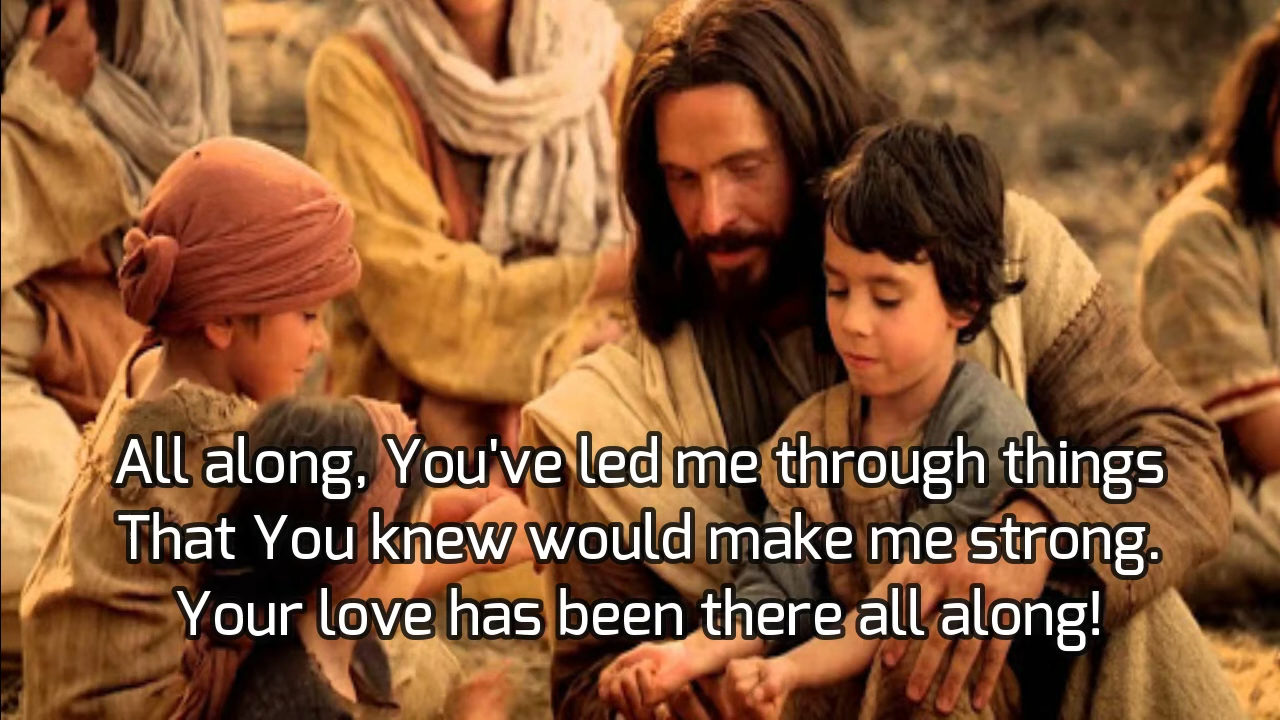 All along, You've led me through things
That You knew would make me strong.
Your love has been there all along!